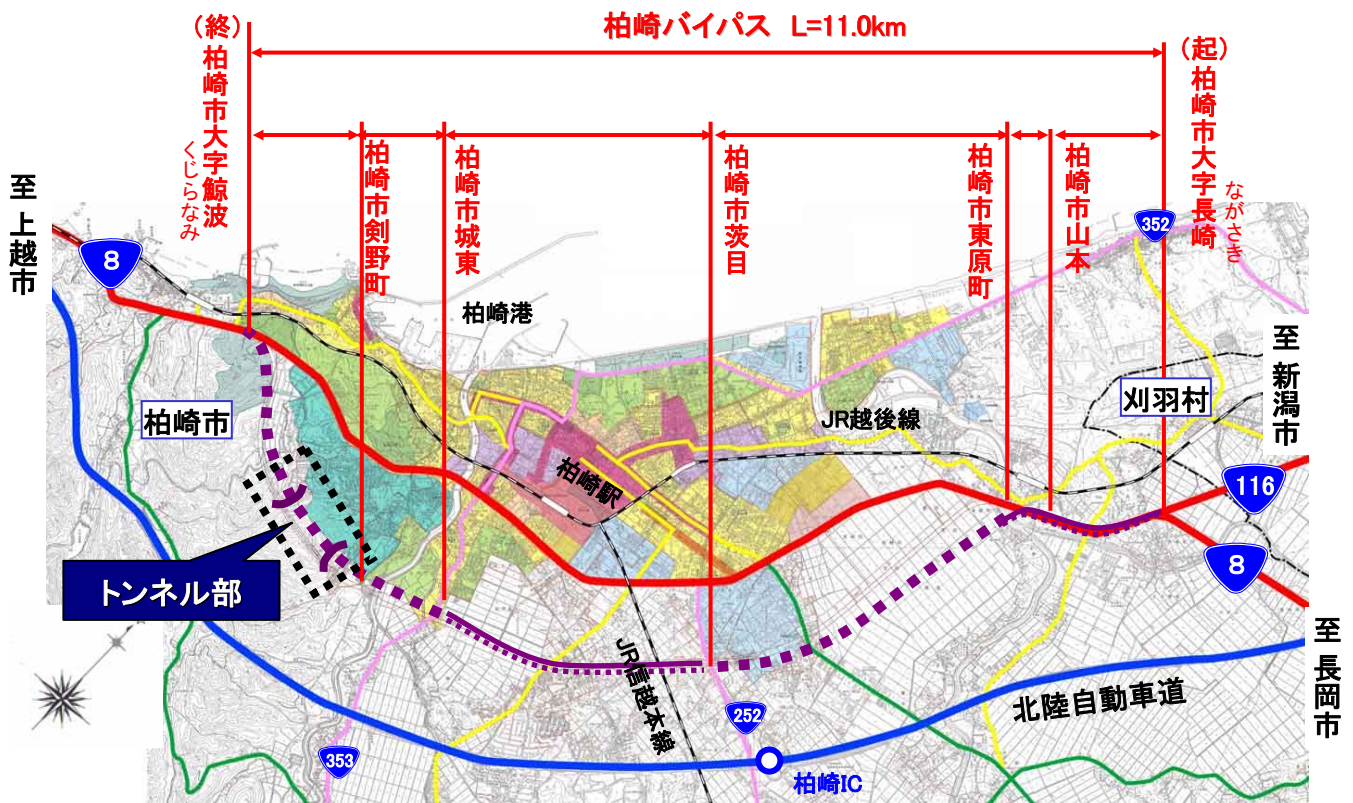 柏崎バイパス L=11.0km
（終）柏崎市大字鯨波
くじらなみ
柏崎市剣野町
柏崎市城東
柏崎市茨目
柏崎市東原町
柏崎市山本
（起）柏崎市大字長崎
ながさき
至 上越市
8
352
柏崎港
至 新潟市
柏崎市
刈羽村
JR越後線
柏崎駅
116
トンネル部
8
至 長岡市
JR信越本線
252
北陸自動車道
353
柏崎IC